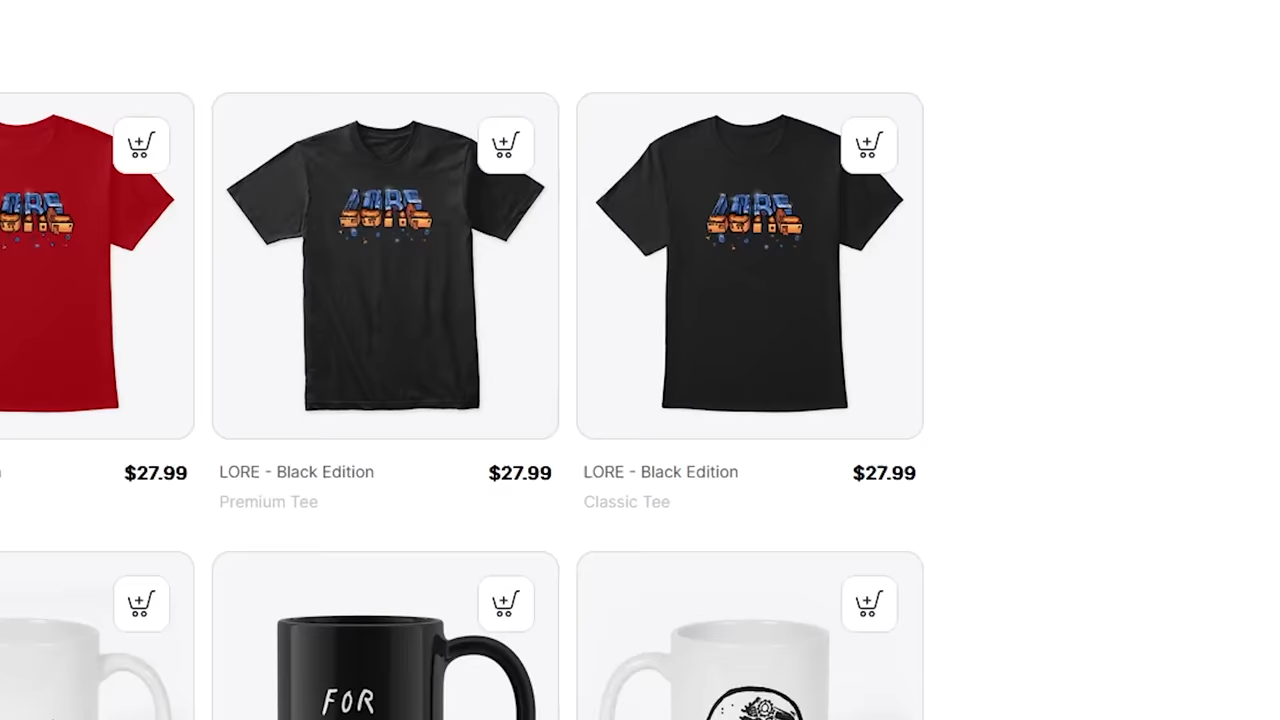 LORE
LORE
$27.99
LORE - Black Edition
$27.99
LORE - Black Edition
$27.99
Premium Tee
Classic Tee
FOR